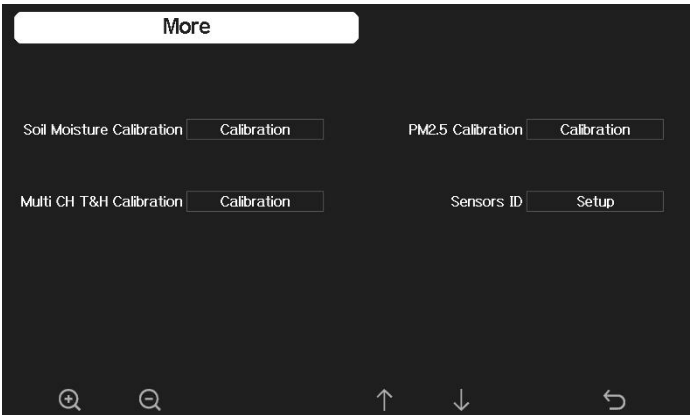 More
Soil Moisture Calibration Calibration PM2.5 Calibration Calibration
Multi CH T&H Calibration Calibration Sensors ID Setup